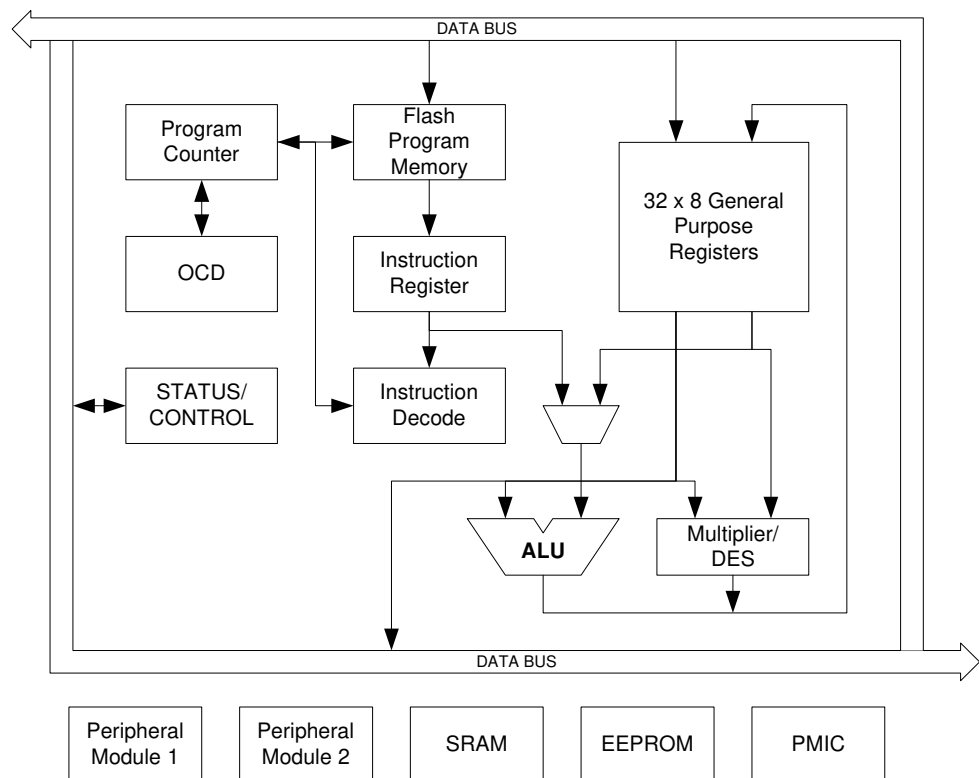 DATA BUS
Program
Counter
Flash
Program
Memory
32 x 8 General
Purpose
Registers
OCD
Instruction
Register
STATUS/
CONTROL
Instruction
Decode
ALU
Multiplier/
DES
DATA BUS
Peripheral
Module 1
Peripheral
Module 2
SRAM
EEPROM
PMIC